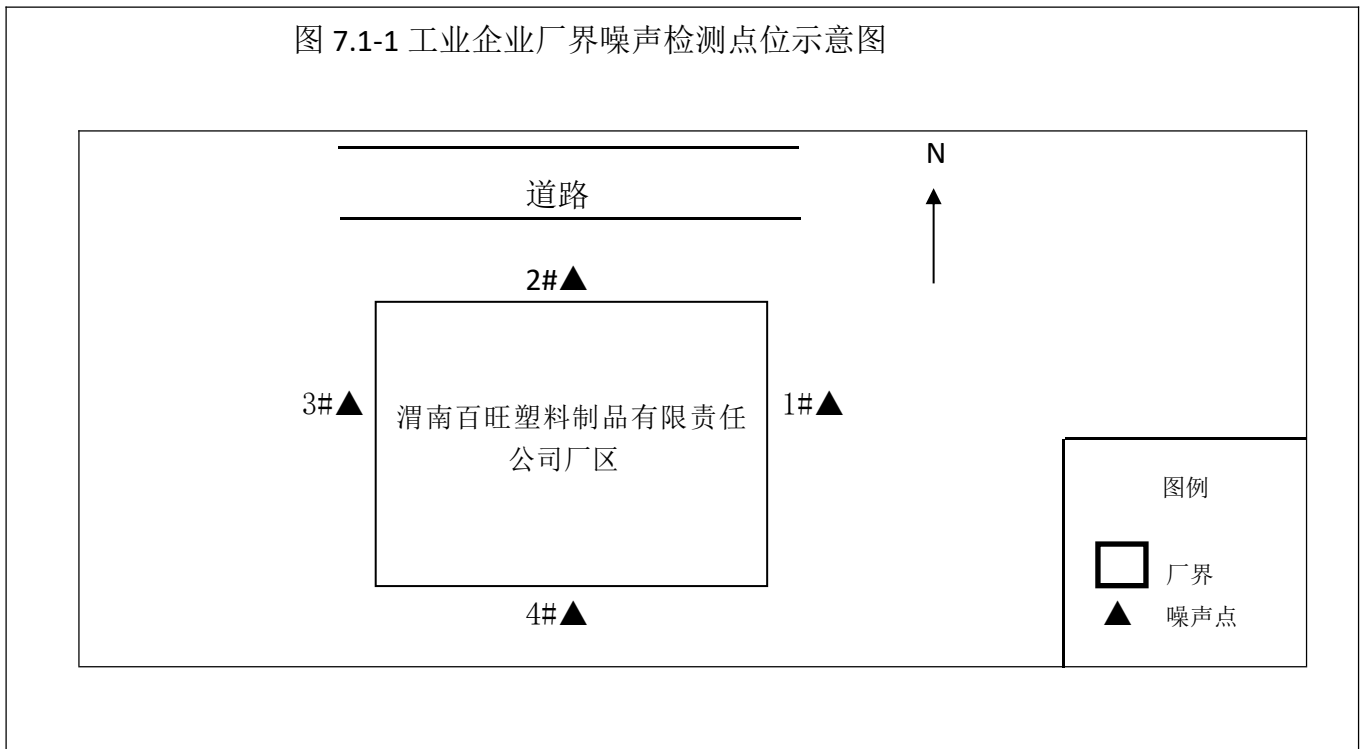 图 7.1-1 工业企业厂界噪声检测点位示意图
道路
N
2#▲
3#▲
渭南百旺塑料制品有限责任
公司厂区
1#▲
4#▲
图例
厂界
▲ 噪声点